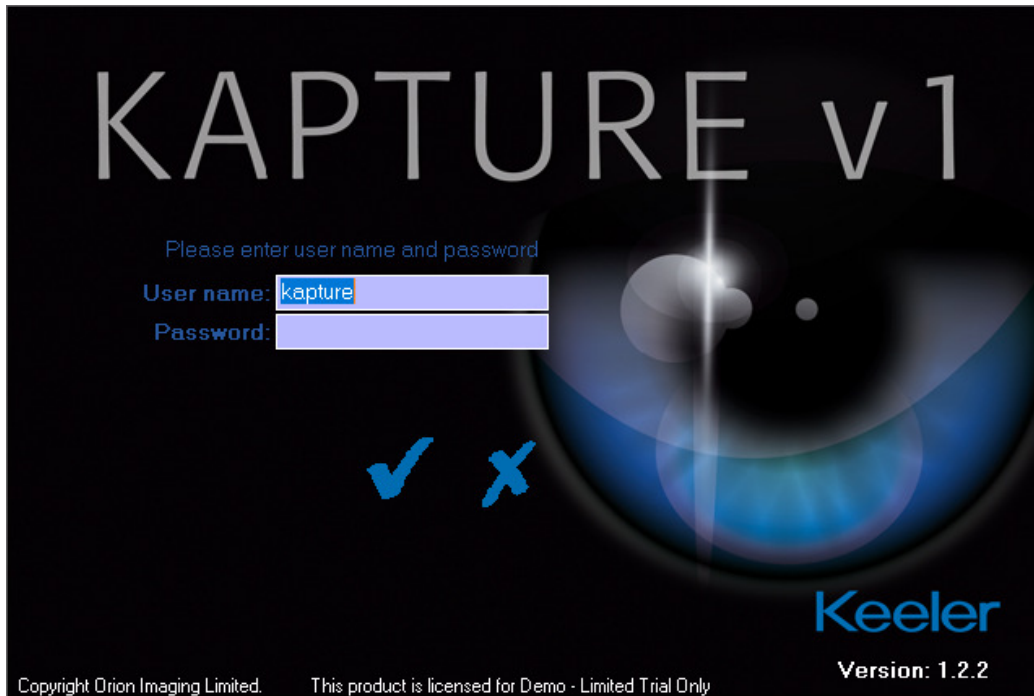 KAPTURE v1
Please enter user name and password
User name: kapture
Password:
Keeler
Version: 1.2.2
Copyright Orion Imaging Limited. This product is licensed for Demo - Limited Trial Only